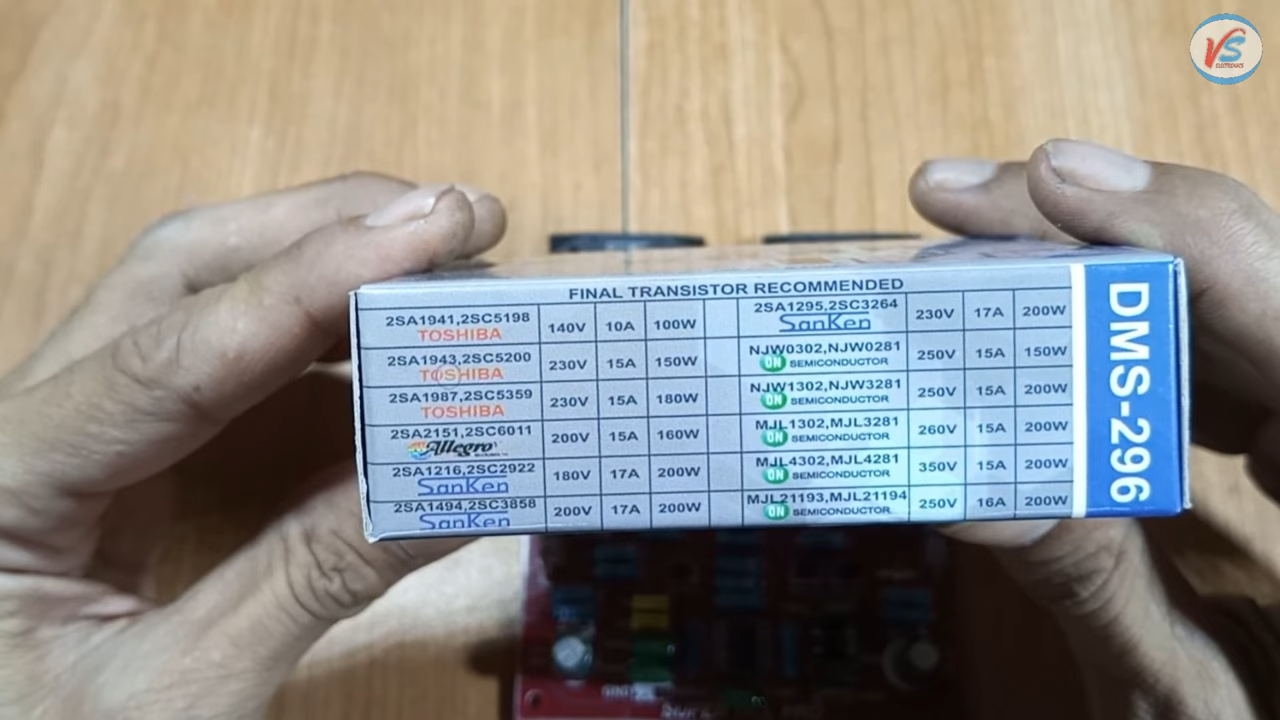 VS
ELECTRONICS
FINAL TRANSISTOR RECOMMENDED
2SA1941,2SC5198
TOSHIBA
140V
10A
100W
2SA1943,2SC5200
TOSHIBA
230V
15A
150W
2SA1987,2SC5359
TOSHIBA
230V
15A
180W
2SA2151,2SC6011
Allegro
200V
15A
160W
2SA1216,2SC2922
SanKen
180V
17A
200W
2SA1494,2SC3858
SanKen
200V
17A
200W
2SA1295,2SC3264
SanKen
230V
17A
200W
NJW0302,NJW0281
ON SEMICONDUCTOR
250V
15A
150W
NJW1302,NJW3281
ON SEMICONDUCTOR
250V
15A
200W
MJL1302,MJL3281
ON SEMICONDUCTOR
260V
15A
200W
MJL4302,MJL4281
ON SEMICONDUCTOR
350V
15A
200W
MJL21193,MJL21194
ON SEMICONDUCTOR
250V
16A
200W
DMS-296